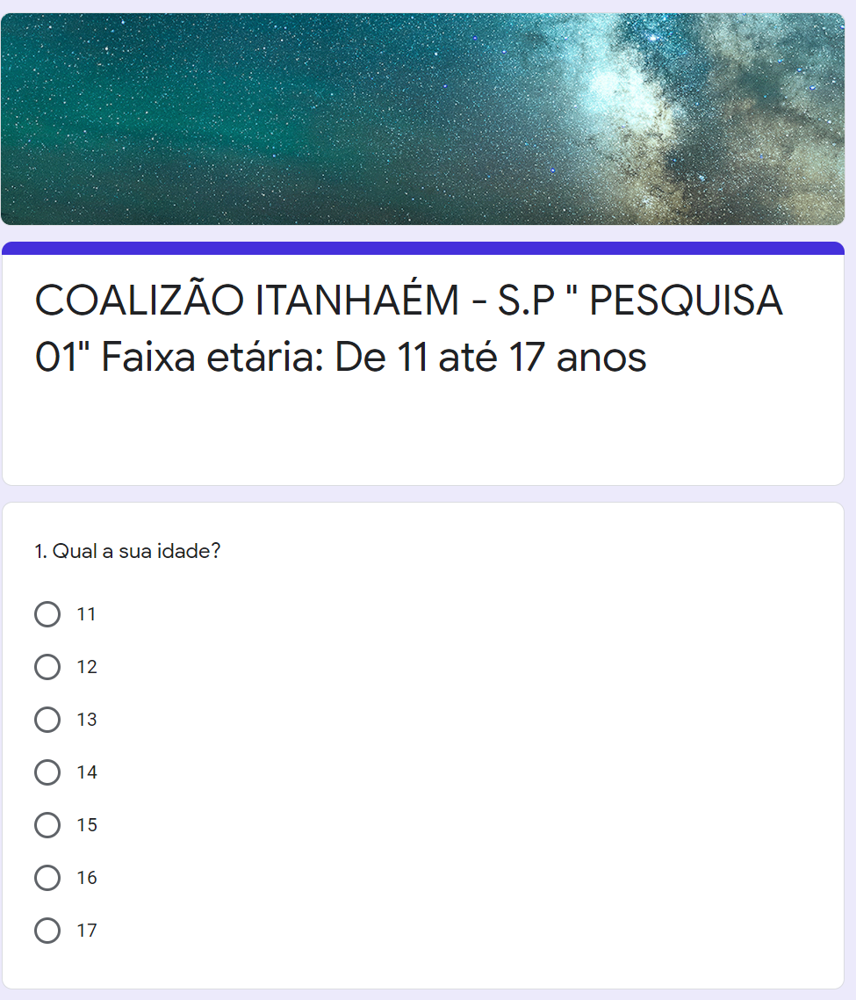 COALIZÃO ITANHAÉM - S.P " PESQUISA
01" Faixa etária: De 11 até 17 anos
1. Qual a sua idade?
11
12
13
14
15
16
17